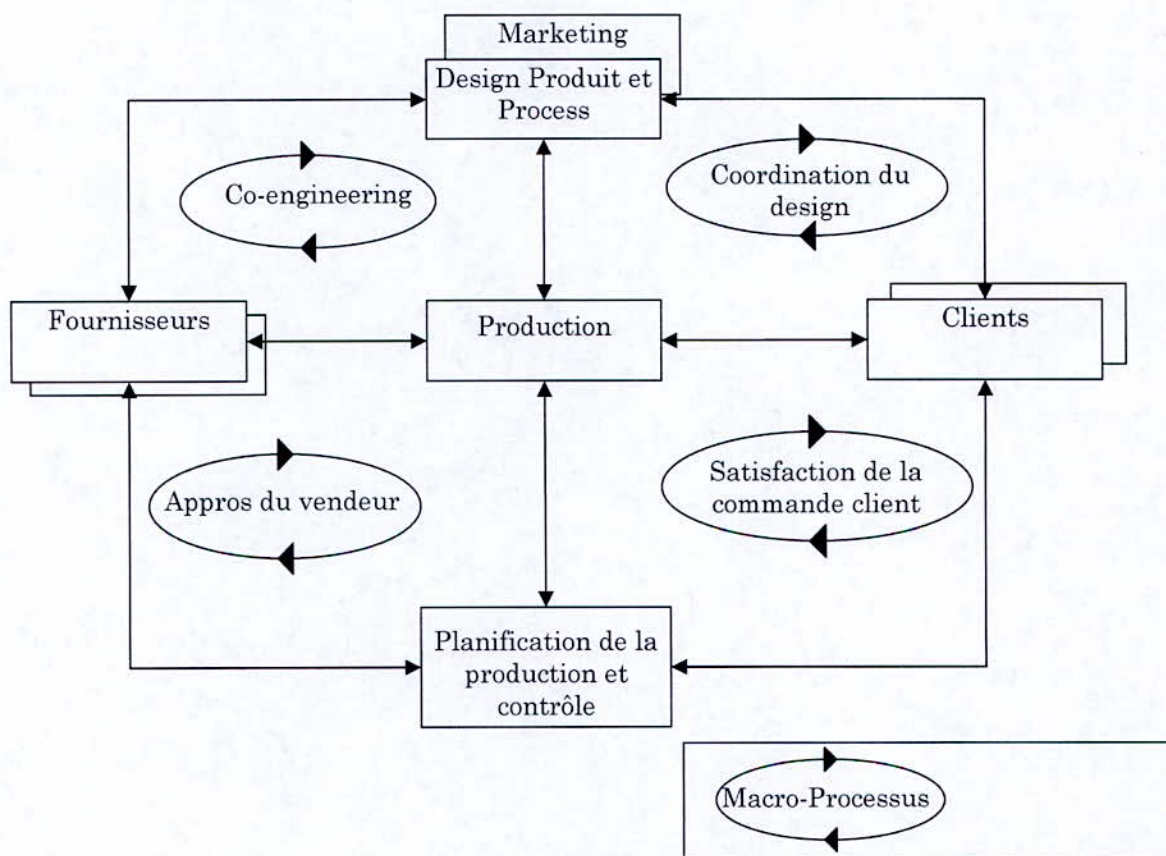 Marketing
Design Produit et
Process
Co-engineering
Coordination du
design
Fournisseurs
Production
Clients
Appros du vendeur
Satisfaction de la
commande client
Planification de la
production et
contrôle
Macro-Processus